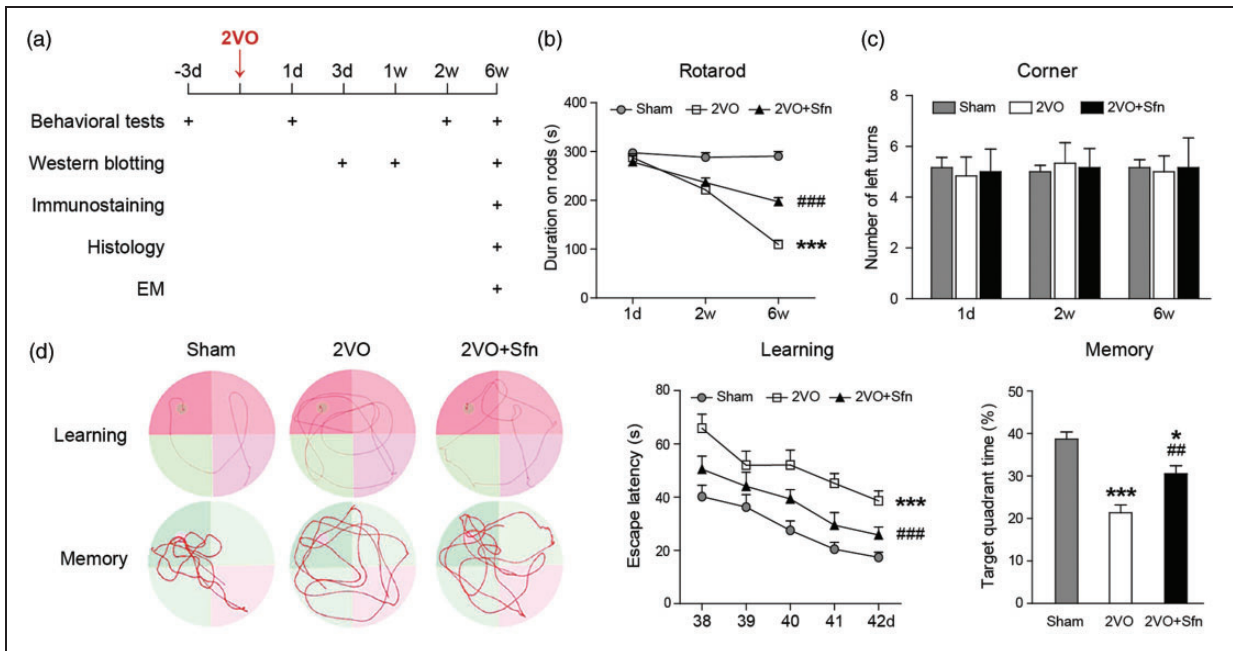 (a)
2VO
-3d 1d 3d 1w 2w 6w
Behavioral tests + + + +
Western blotting + + +
Immunostaining +
Histology +
EM +
(b)
Rotarod
Sham 2VO 2VO+Sfn
Duration on rods (s)
400
300
200
100
0
###
***
1d 2w 6w
(c)
Corner
Sham 2VO 2VO+Sfn
Number of left turns
8
6
4
2
0
1d 2w 6w
(d)
Sham 2VO 2VO+Sfn
Learning
Memory
Learning
Sham 2VO 2VO+Sfn
Escape latency (s)
80
60
40
20
0
***
###
38 39 40 41 42d
Memory
Target quadrant time (%)
50
40
30
20
10
0
***
*
##
Sham 2VO 2VO+Sfn